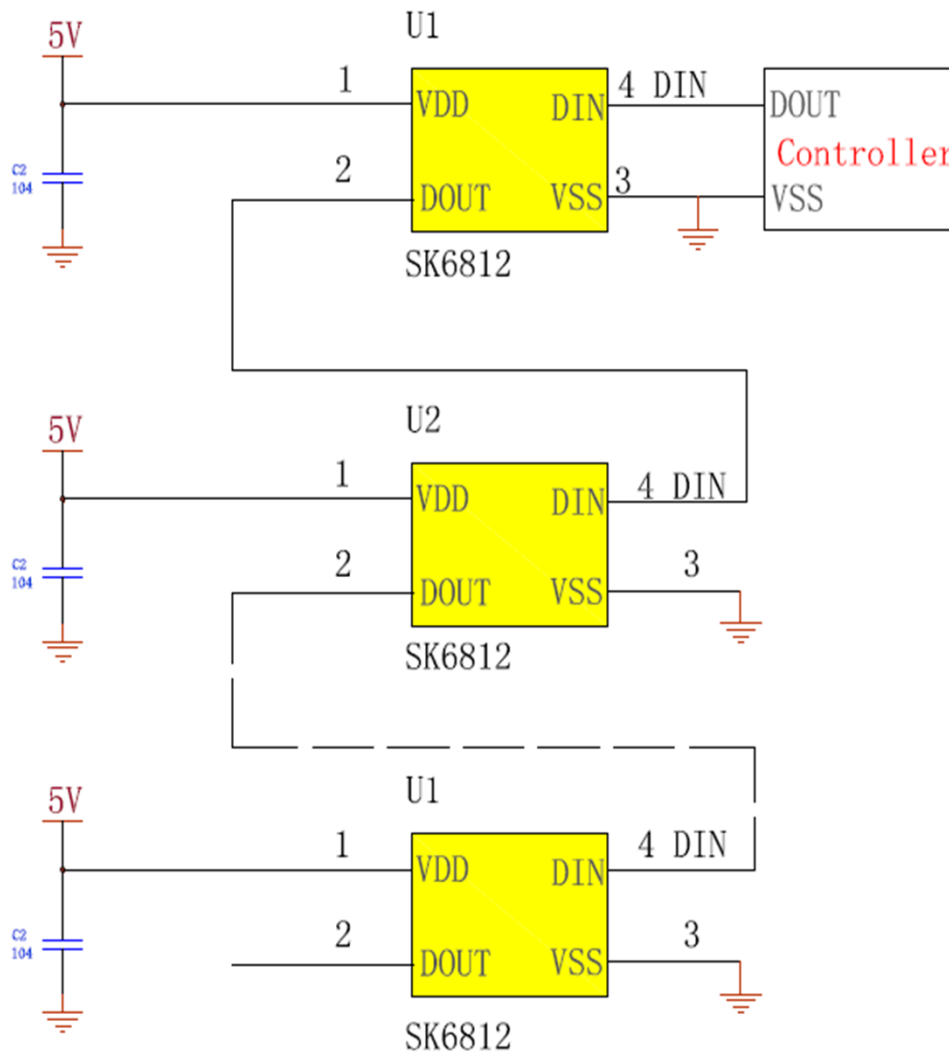 U1
5V
1
4 DIN
VDD
DIN
DOUT
Controller
C2
104
2
3
DOUT
VSS
VSS
SK6812
U2
5V
1
4 DIN
VDD
DIN
C2
104
2
3
DOUT
VSS
SK6812
U1
5V
1
4 DIN
VDD
DIN
C2
104
2
3
DOUT
VSS
SK6812